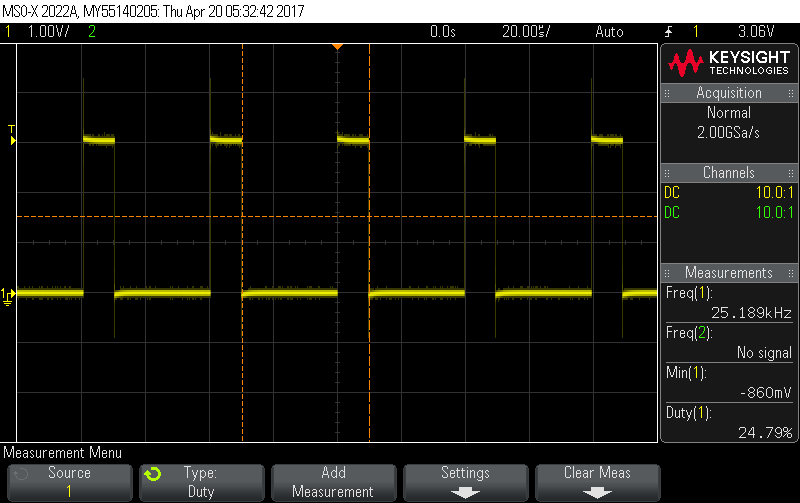 MSO-X 2022A, MY55140205: Thu Apr 20 05:32:42 2017
1 1.00V/ 2 0.0s 20.00us/ Auto 1 3.06V
KEYSIGHT
TECHNOLOGIES
Acquisition
Normal
2.00GSa/s
Channels
DC 10.0:1
DC 10.0:1
Measurements
Freq(1):
25.189kHz
Freq(2):
No signal
Min(1):
-860mV
Duty(1):
24.79%
T
1
Measurement Menu
Source
1
Type:
Duty
Add
Measurement
Settings
Clear Meas